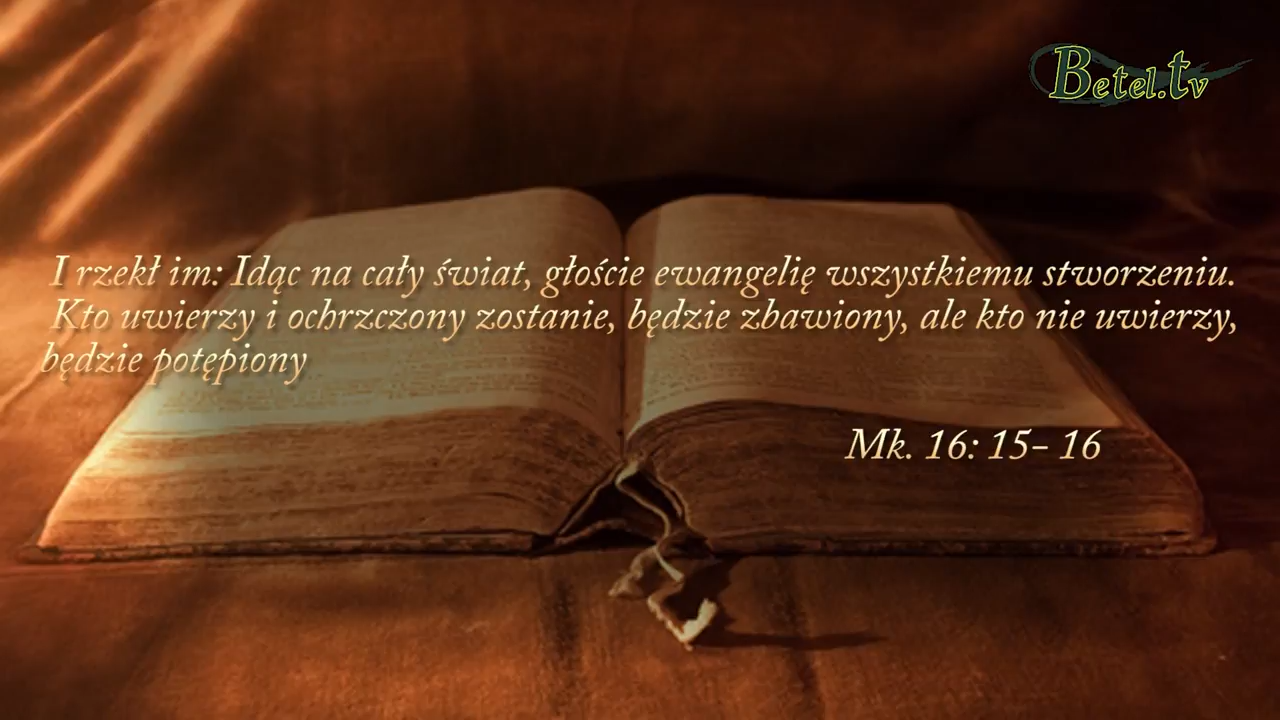 Betel.tv
I rzekł im: Idąc na cały świat, głoście ewangelię wszystkiemu stworzeniu.
Kto uwierzy i ochrzczony zostanie, będzie zbawiony, ale kto nie uwierzy,
będzie potępiony
Mk. 16: 15- 16